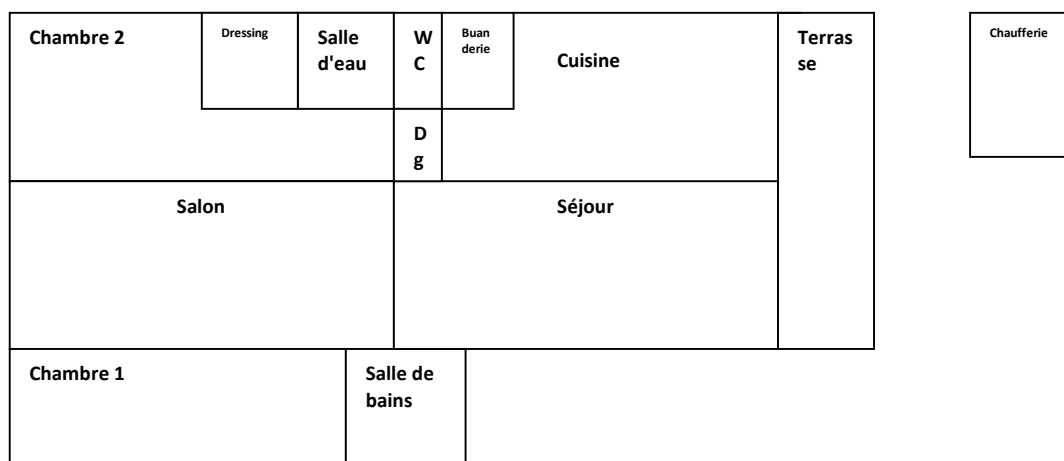 Chambre 2
Dressing
Salle
d'eau
W
C
Buan
derie
Cuisine
Terras
se
Chaufferie
D
g
Salon
Séjour
Chambre 1
Salle de
bains